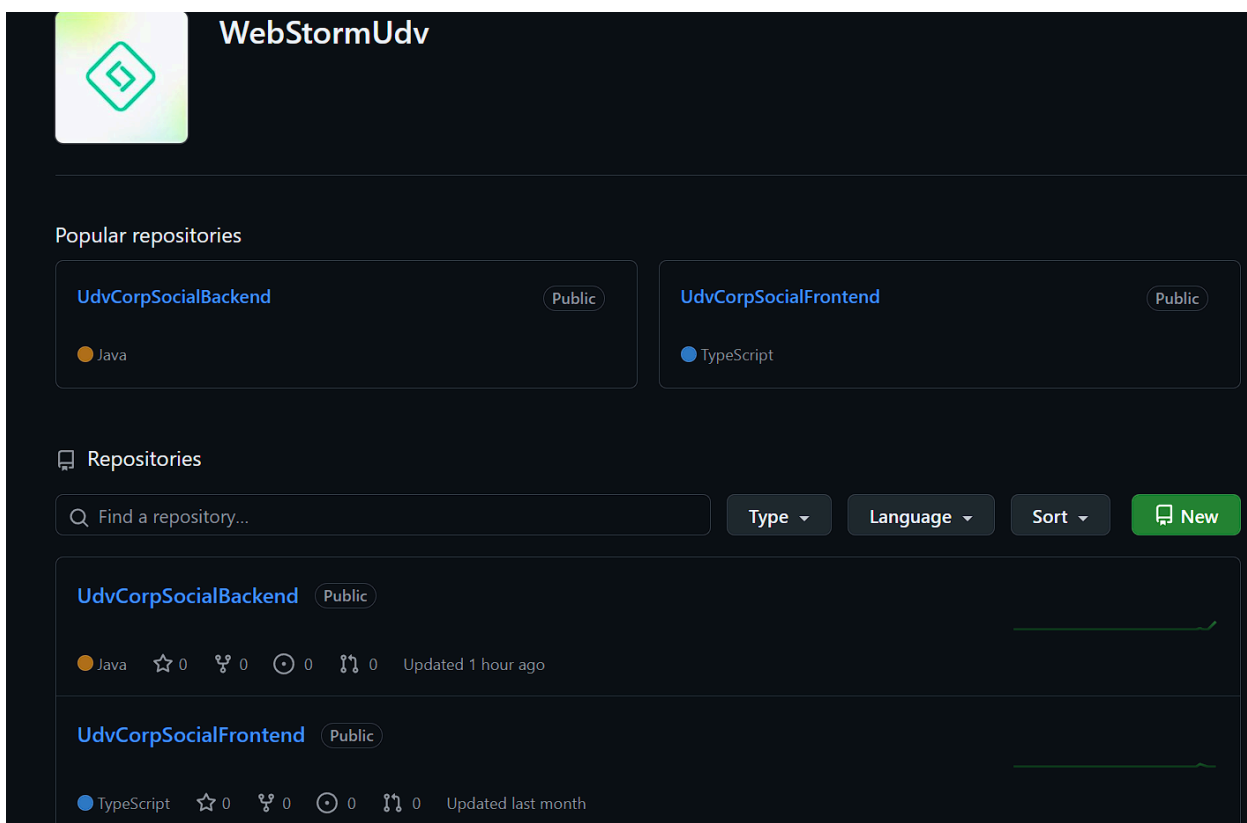 WebStormUdv
Popular repositories
UdvCorpSocialBackend Public
Java
UdvCorpSocialFrontend Public
TypeScript
Repositories
Find a repository... Type Language Sort New
UdvCorpSocialBackend Public
Java 0 0 0 0 Updated 1 hour ago
UdvCorpSocialFrontend Public
TypeScript 0 0 0 0 Updated last month